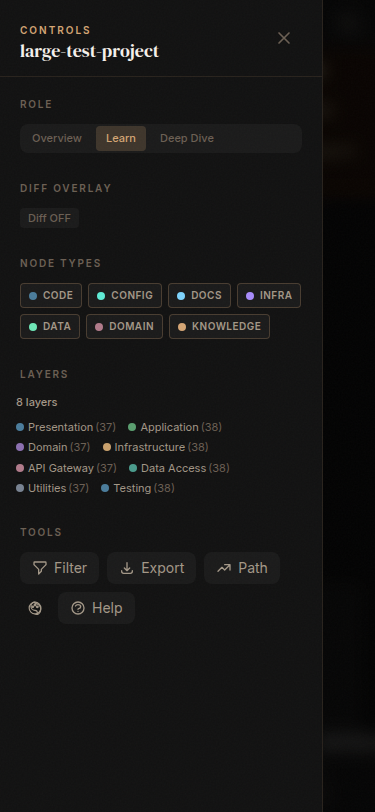 CONTROLS
large-test-project
ROLE
Overview Learn Deep Dive
DIFF OVERLAY
Diff OFF
NODE TYPES
CODE CONFIG DOCS INFRA
DATA DOMAIN KNOWLEDGE
LAYERS
8 layers
Presentation (37) Application (38)
Domain (37) Infrastructure (38)
API Gateway (37) Data Access (38)
Utilities (37) Testing (38)
TOOLS
Filter Export Path
Help